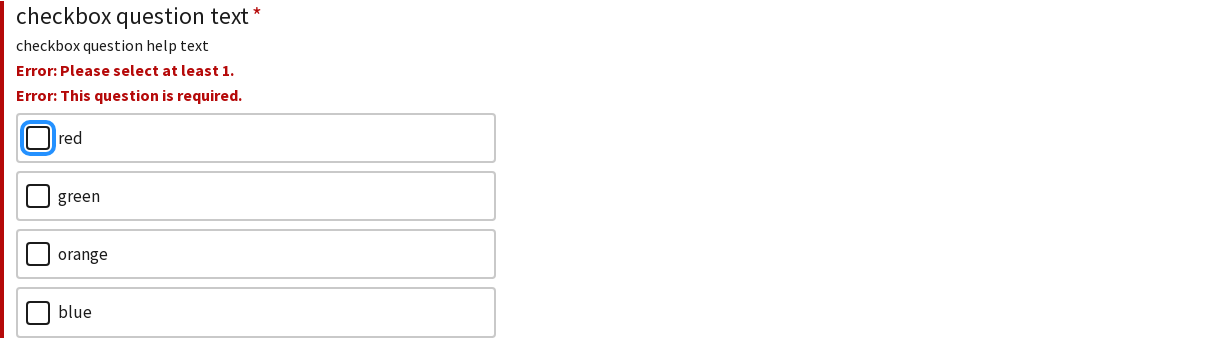 checkbox question text *
checkbox question help text
Error: Please select at least 1.
Error: This question is required.
red
green
orange
blue